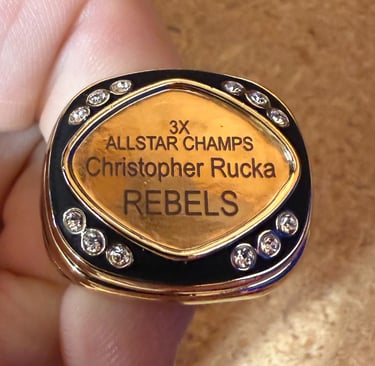 3X
ALLSTAR CHAMPS
Christopher Rucka
REBELS